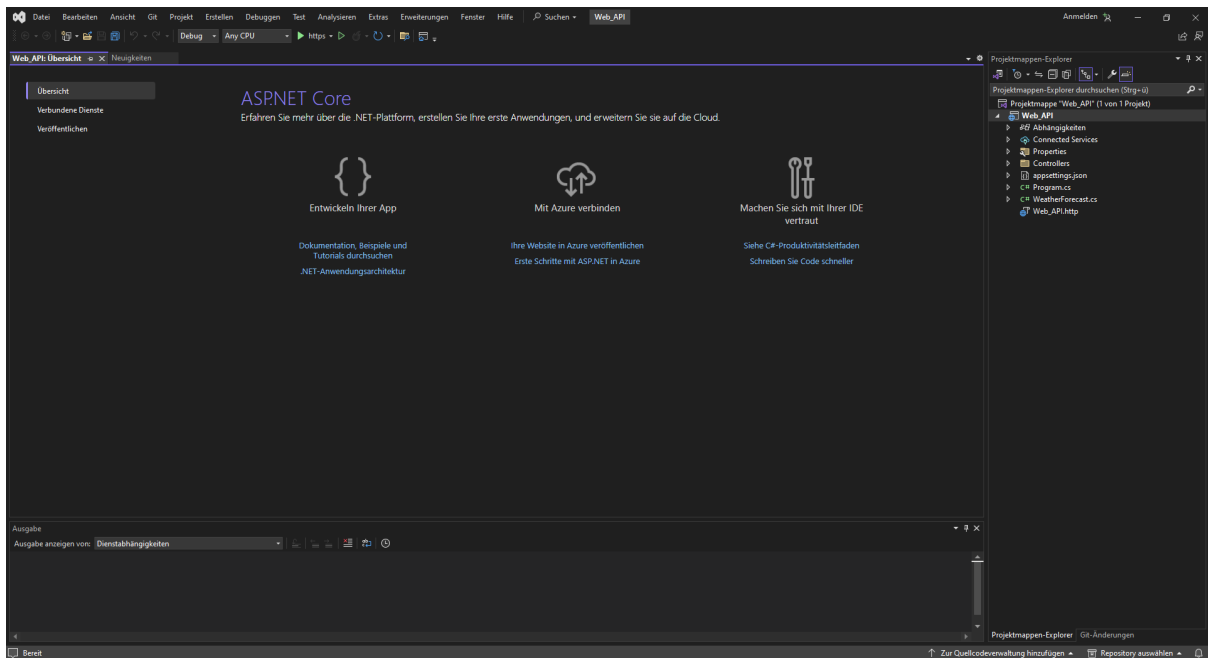 Datei Bearbeiten Ansicht Git Projekt Erstellen Debuggen Test Analysieren Extras Erweiterungen Fenster Hilfe Suchen Web_API Anmelden
Debug Any CPU https
Web_API: Übersicht Neuigkeiten
Übersicht
Verbundene Dienste
Veröffentlichen
ASP.NET Core
Erfahren Sie mehr über die .NET-Plattform, erstellen Sie Ihre erste Anwendungen, und erweitern Sie sie auf die Cloud.
Entwickeln Ihrer App
Dokumentation, Beispiele und
Tutorials durchsuchen
.NET-Anwendungsarchitektur
Mit Azure verbinden
Ihre Website in Azure veröffentlichen
Erste Schritte mit ASP.NET in Azure
Machen Sie sich mit Ihrer IDE
vertraut
Siehe C#-Produktivitätsleitfaden
Schreiben Sie Code schneller
Projektmappen-Explorer
Projektmappen-Explorer durchsuchen (Strg+ü)
Projektmappe "Web_API" (1 von 1 Projekt)
Web_API
Abhängigkeiten
Connected Services
Properties
Controllers
appsettings.json
C# Program.cs
C# WeatherForecast.cs
Web_API.http
Ausgabe
Ausgabe anzeigen von: Dienstabhängigkeiten
Projektmappen-Explorer Git-Änderungen
Bereit Zur Quellcodeverwaltung hinzufügen Repository auswählen